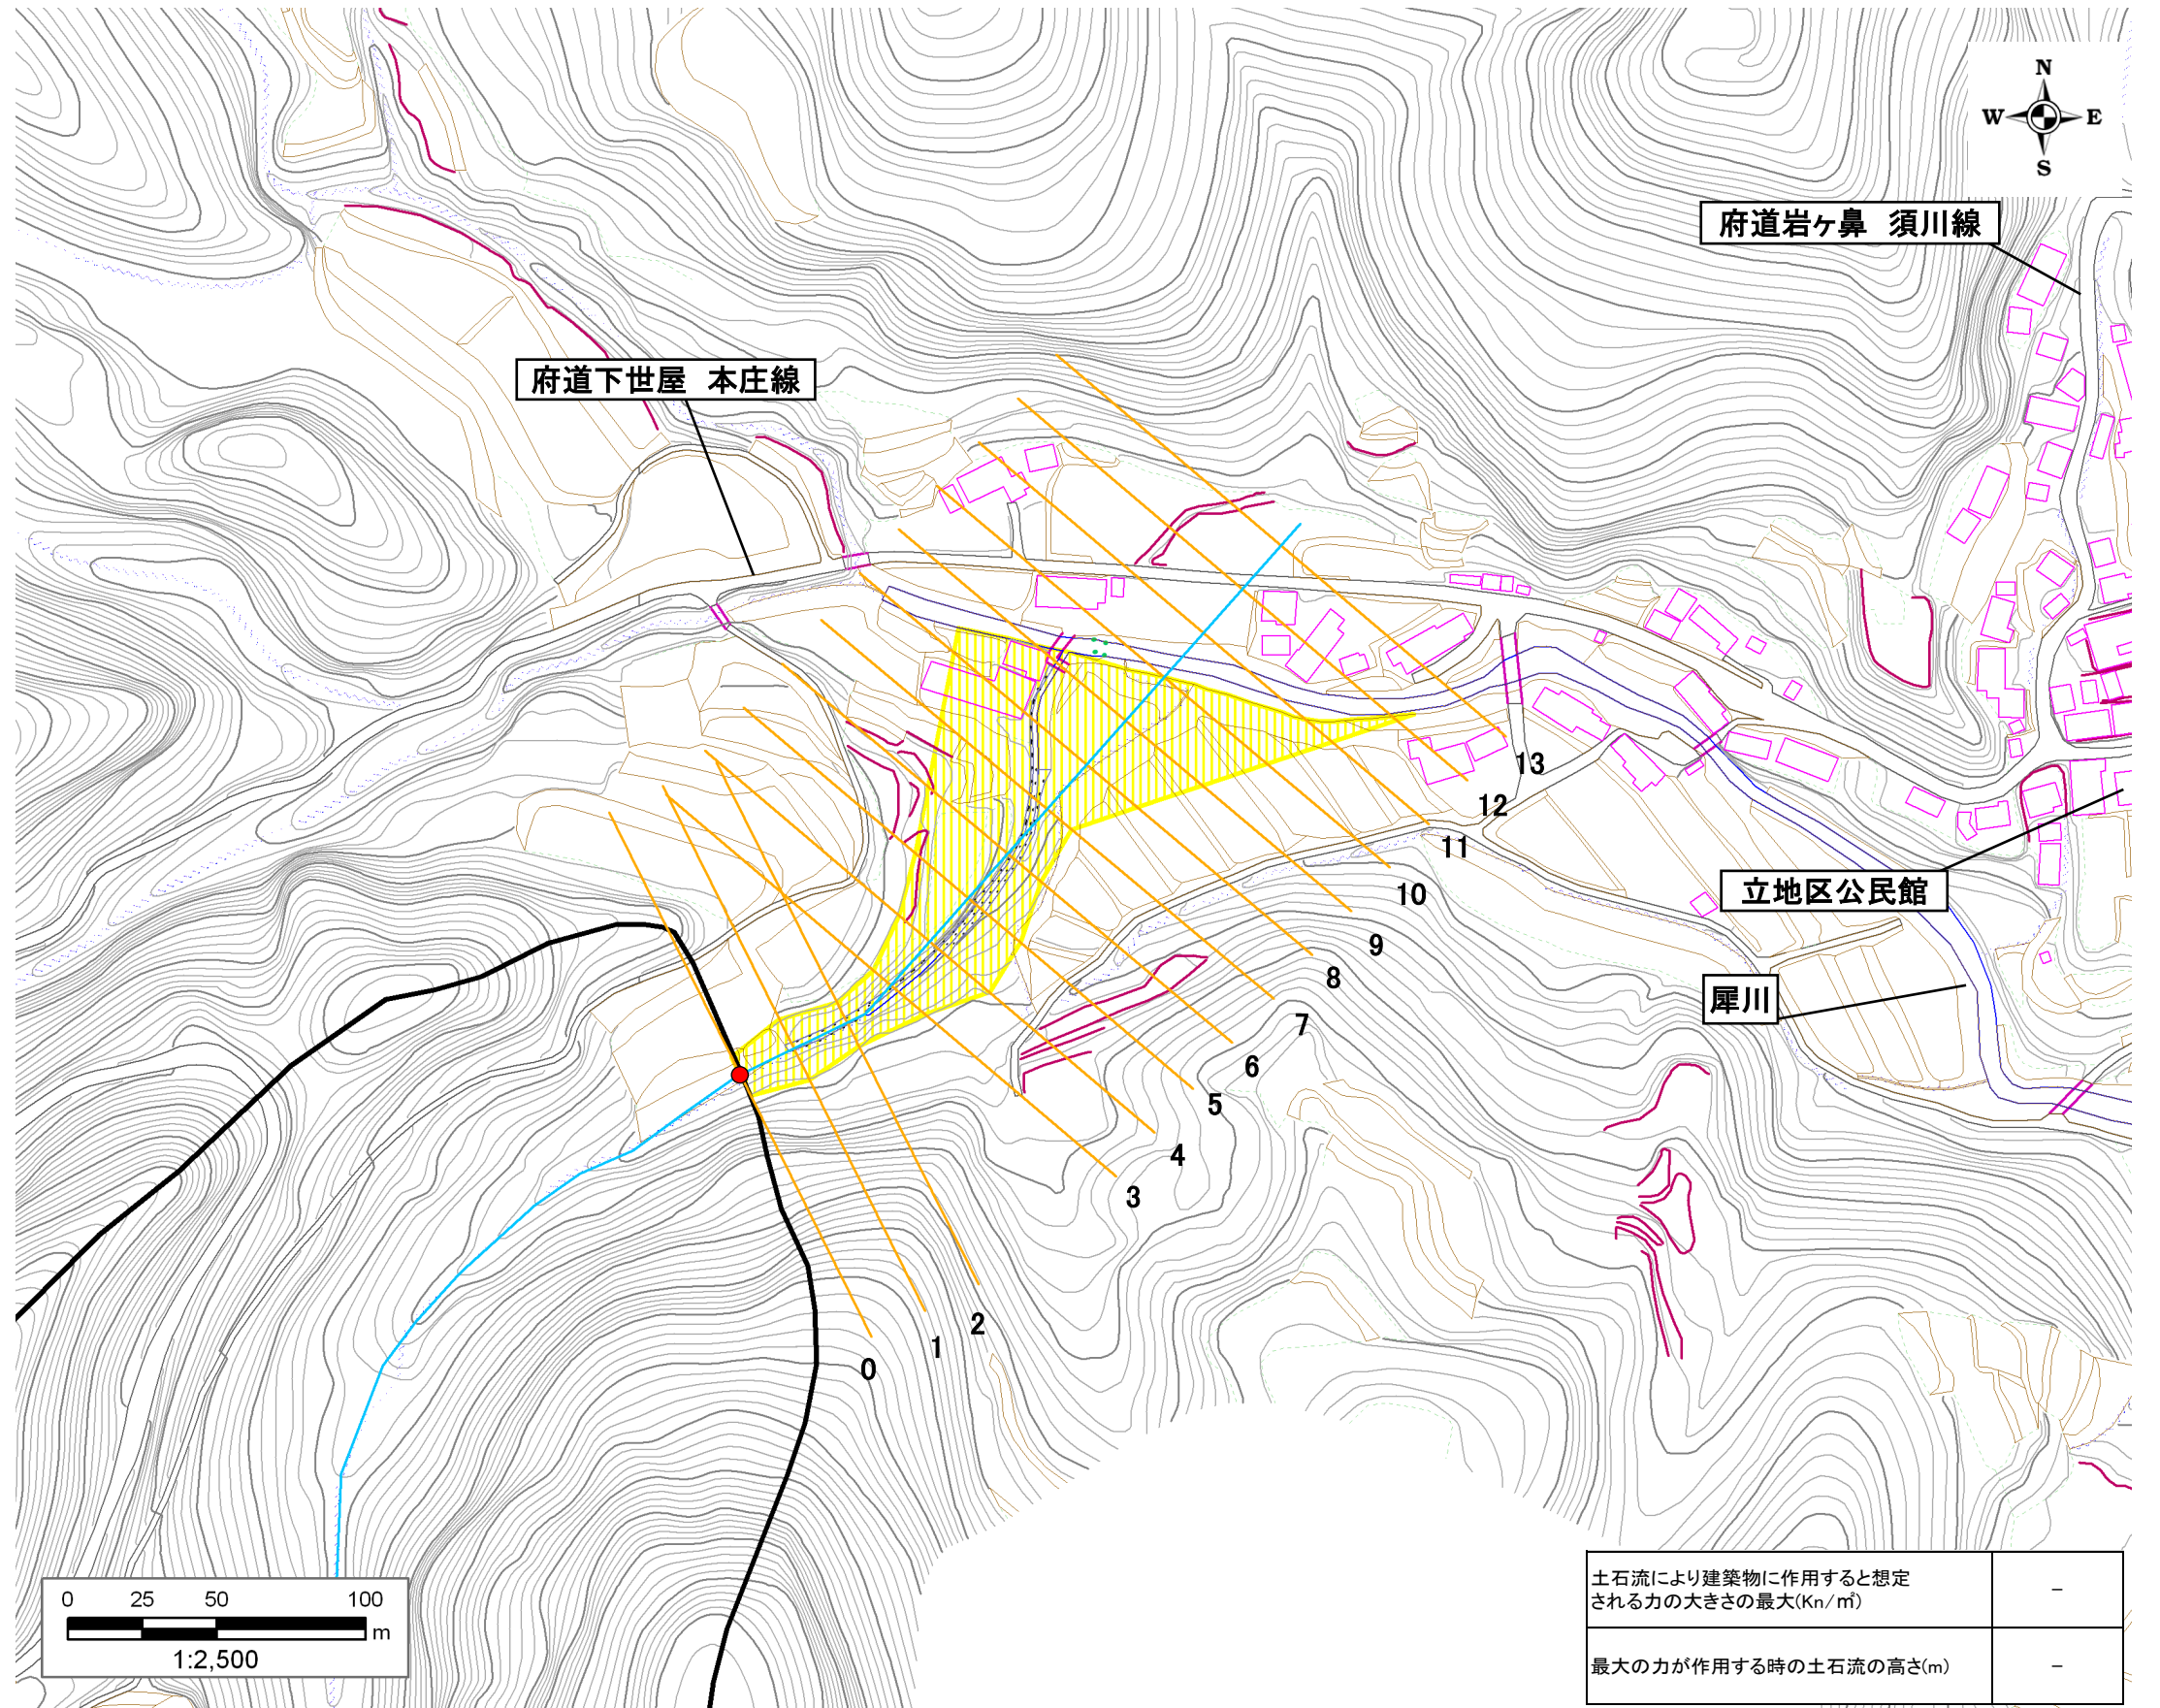 N
W E
S
府道岩ヶ鼻 須川線
府道下世屋 本庄線
13
12
11
10
立地区公民館
9
8
犀川
7
6
5
4
3
2
1
0
土石流により建築物に作用すると想定
される力の大きさの最大(Kn/㎡) -
最大の力が作用する時の土石流の高さ(m) -
0 25 50 100
m
1:2,500